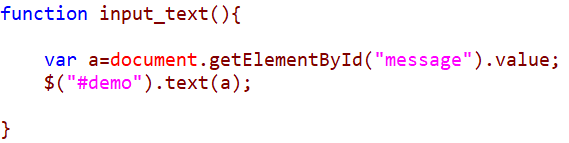 function input_text(){
var a=document.getElementById("message").value;
$("#demo").text(a);
}